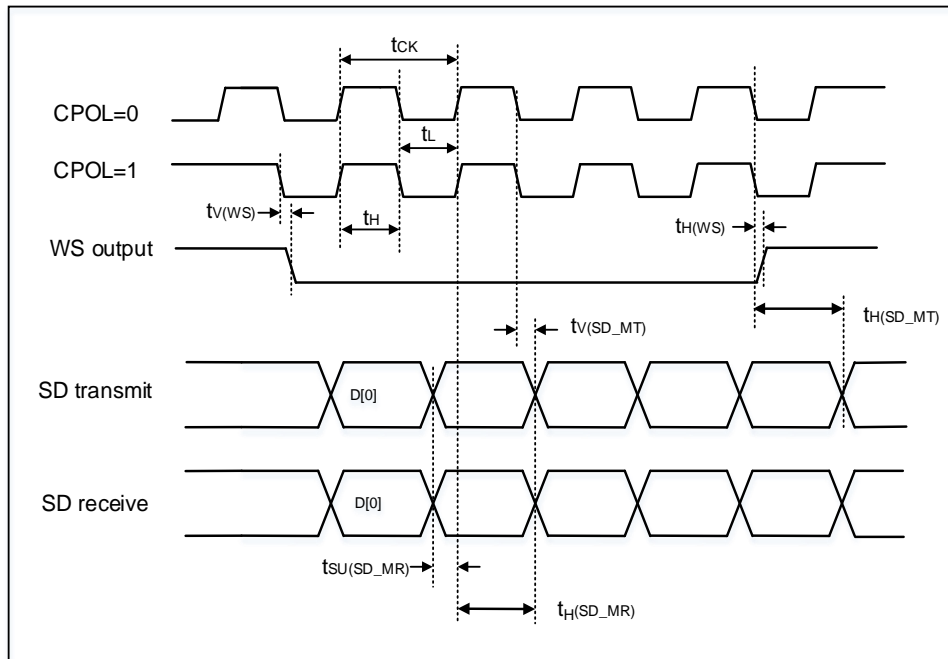 tCK
CPOL=0
tL
CPOL=1
tV(WS)
tH
tH(WS)
WS output
tV(SD_MT)
tH(SD_MT)
SD transmit
D[0]
SD receive
D[0]
tSU(SD_MR)
tH(SD_MR)